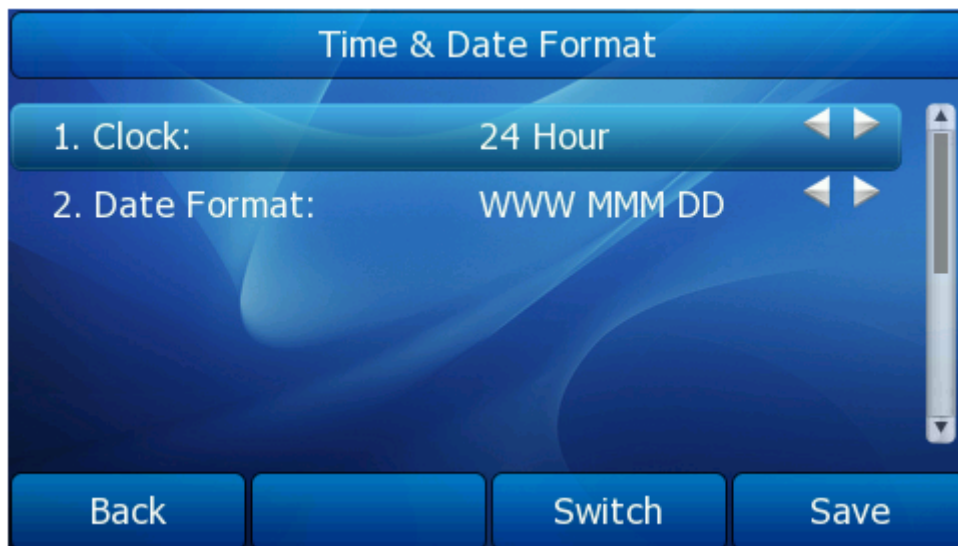 Time & Date Format
1. Clock: 24 Hour
2. Date Format: WWW MMM DD
Back Switch Save